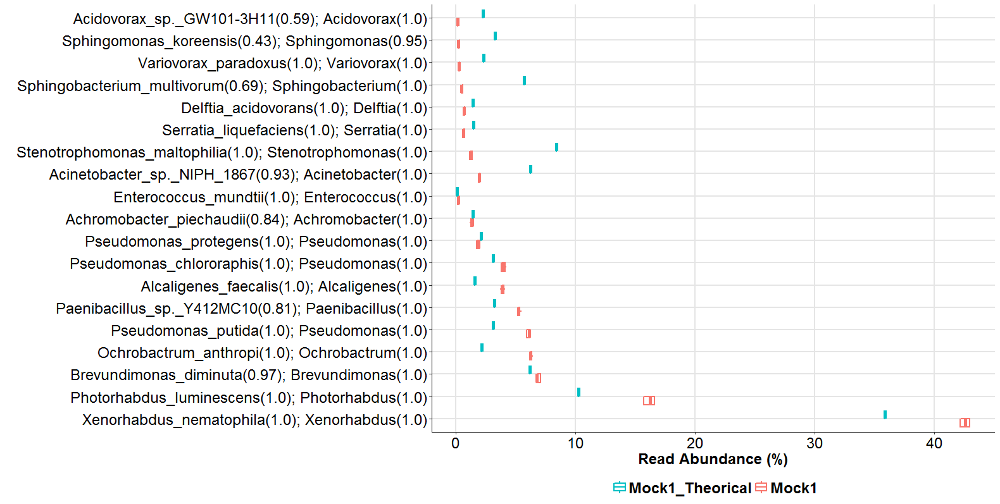 Acidovorax_sp._GW101-3H11(0.59); Acidovorax(1.0)
Sphingomonas_koreensis(0.43); Sphingomonas(0.95)
Variovorax_paradoxus(1.0); Variovorax(1.0)
Sphingobacterium_multivorum(0.69); Sphingobacterium(1.0)
Delftia_acidovorans(1.0); Delftia(1.0)
Serratia_liquefaciens(1.0); Serratia(1.0)
Stenotrophomonas_maltophilia(1.0); Stenotrophomonas(1.0)
Acinetobacter_sp._NIPH_1867(0.93); Acinetobacter(1.0)
Enterococcus_mundtii(1.0); Enterococcus(1.0)
Achromobacter_piechaudii(0.84); Achromobacter(1.0)
Pseudomonas_protegens(1.0); Pseudomonas(1.0)
Pseudomonas_chlororaphis(1.0); Pseudomonas(1.0)
Alcaligenes_faecalis(1.0); Alcaligenes(1.0)
Paenibacillus_sp._Y412MC10(0.81); Paenibacillus(1.0)
Pseudomonas_putida(1.0); Pseudomonas(1.0)
Ochrobactrum_anthropi(1.0); Ochrobactrum(1.0)
Brevundimonas_diminuta(0.97); Brevundimonas(1.0)
Photorhabdus_luminescens(1.0); Photorhabdus(1.0)
Xenorhabdus_nematophila(1.0); Xenorhabdus(1.0)
0 10 20 30 40
Read Abundance (%)
Mock1_Theorical Mock1